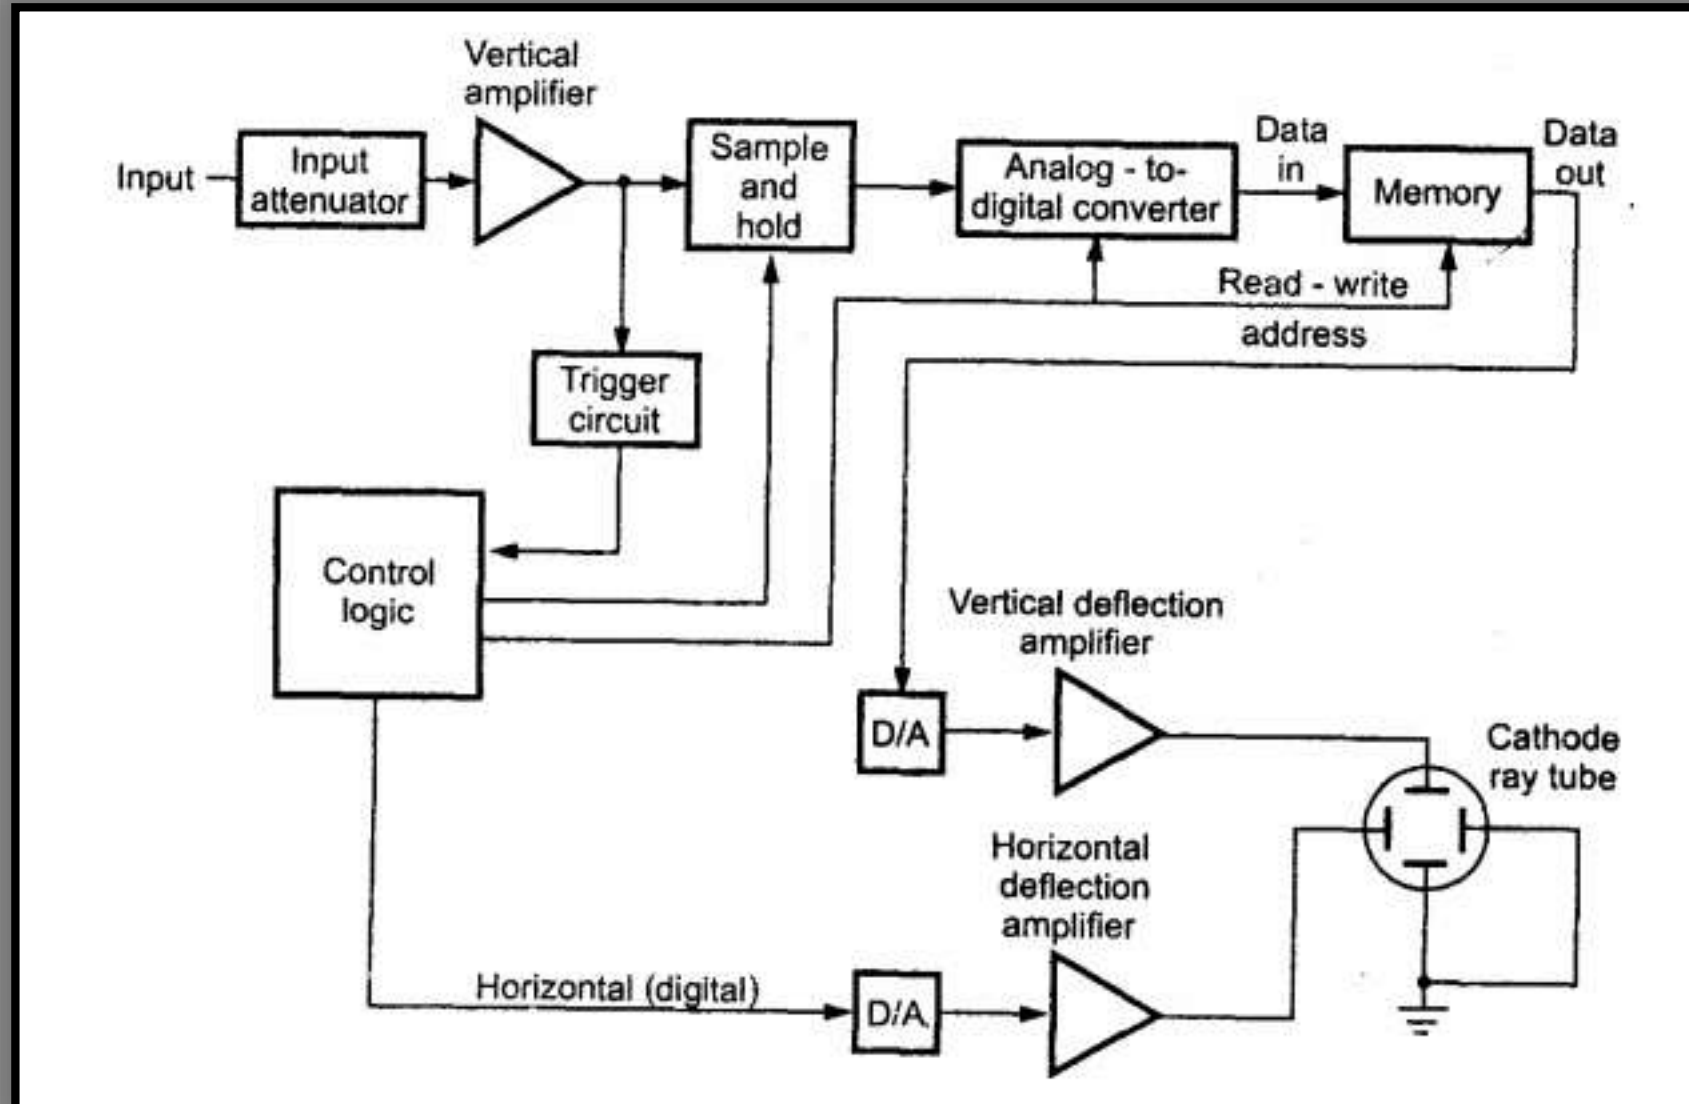 Vertical
amplifier
Input
Input
attenuator
Sample
and
hold
Analog - to-
digital converter
Data
in
Memory
Data
out
Read - write
address
Trigger
circuit
Control
logic
Vertical deflection
amplifier
D/A
Cathode
ray tube
Horizontal
deflection
amplifier
Horizontal (digital)
D/A